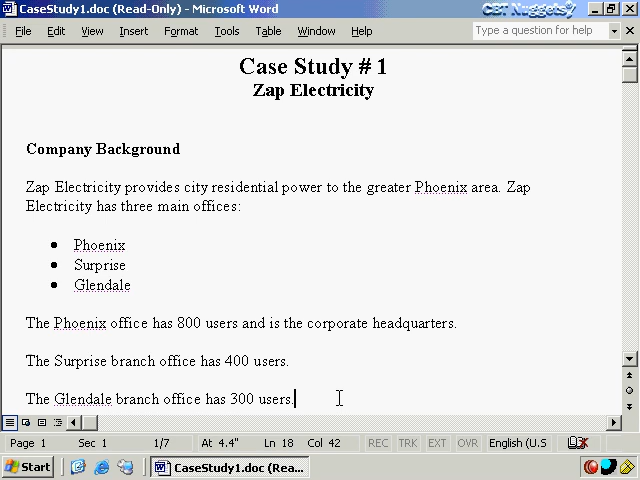 CaseStudy1.doc (Read-Only) - Microsoft Word
CBT Nuggets
File Edit View Insert Format Tools Table Window Help Type a question for help
Case Study # 1
Zap Electricity
Company Background
Zap Electricity provides city residential power to the greater Phoenix area. Zap
Electricity has three main offices:
• Phoenix
• Surprise
• Glendale
The Phoenix office has 800 users and is the corporate headquarters.
The Surprise branch office has 400 users.
The Glendale branch office has 300 users.
Page 1 Sec 1 1/7 At 4.4" Ln 18 Col 42 REC TRK EXT OVR English (U.S
Start CaseStudy1.doc (Rea...